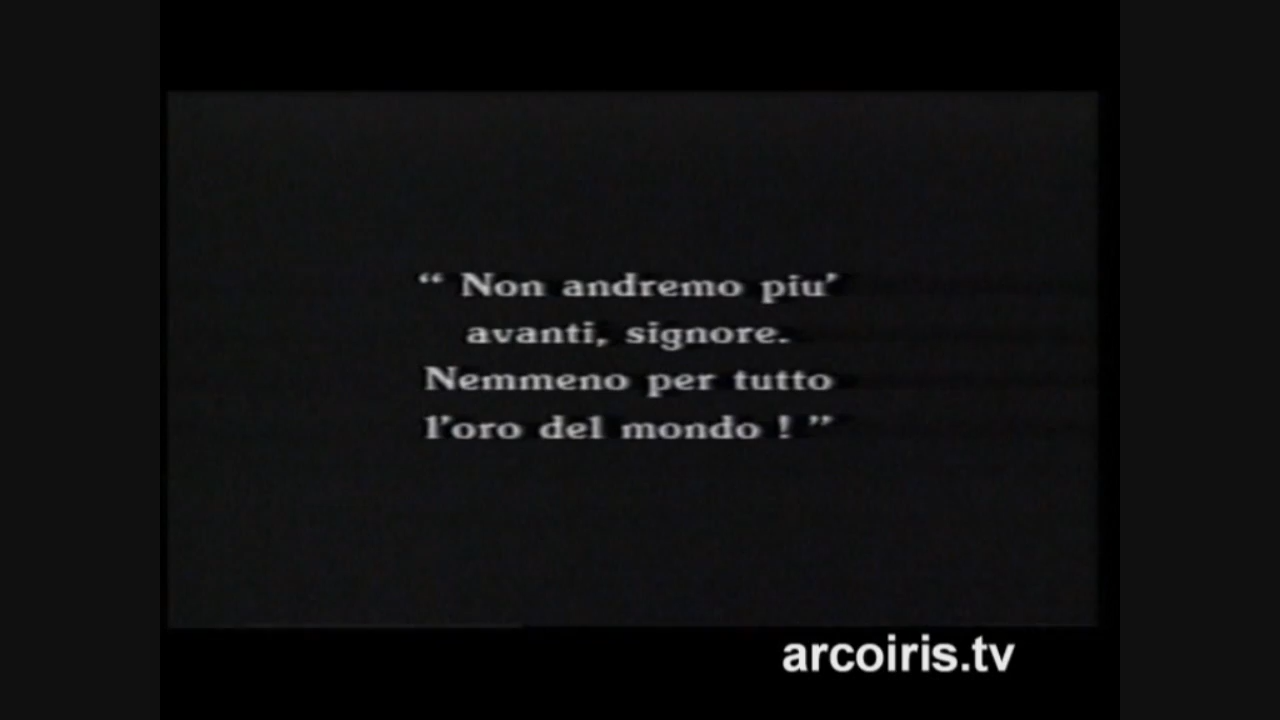 “ Non andremo piu’
avanti, signore.
Nemmeno per tutto
l’oro del mondo ! ”
arcoiris.tv